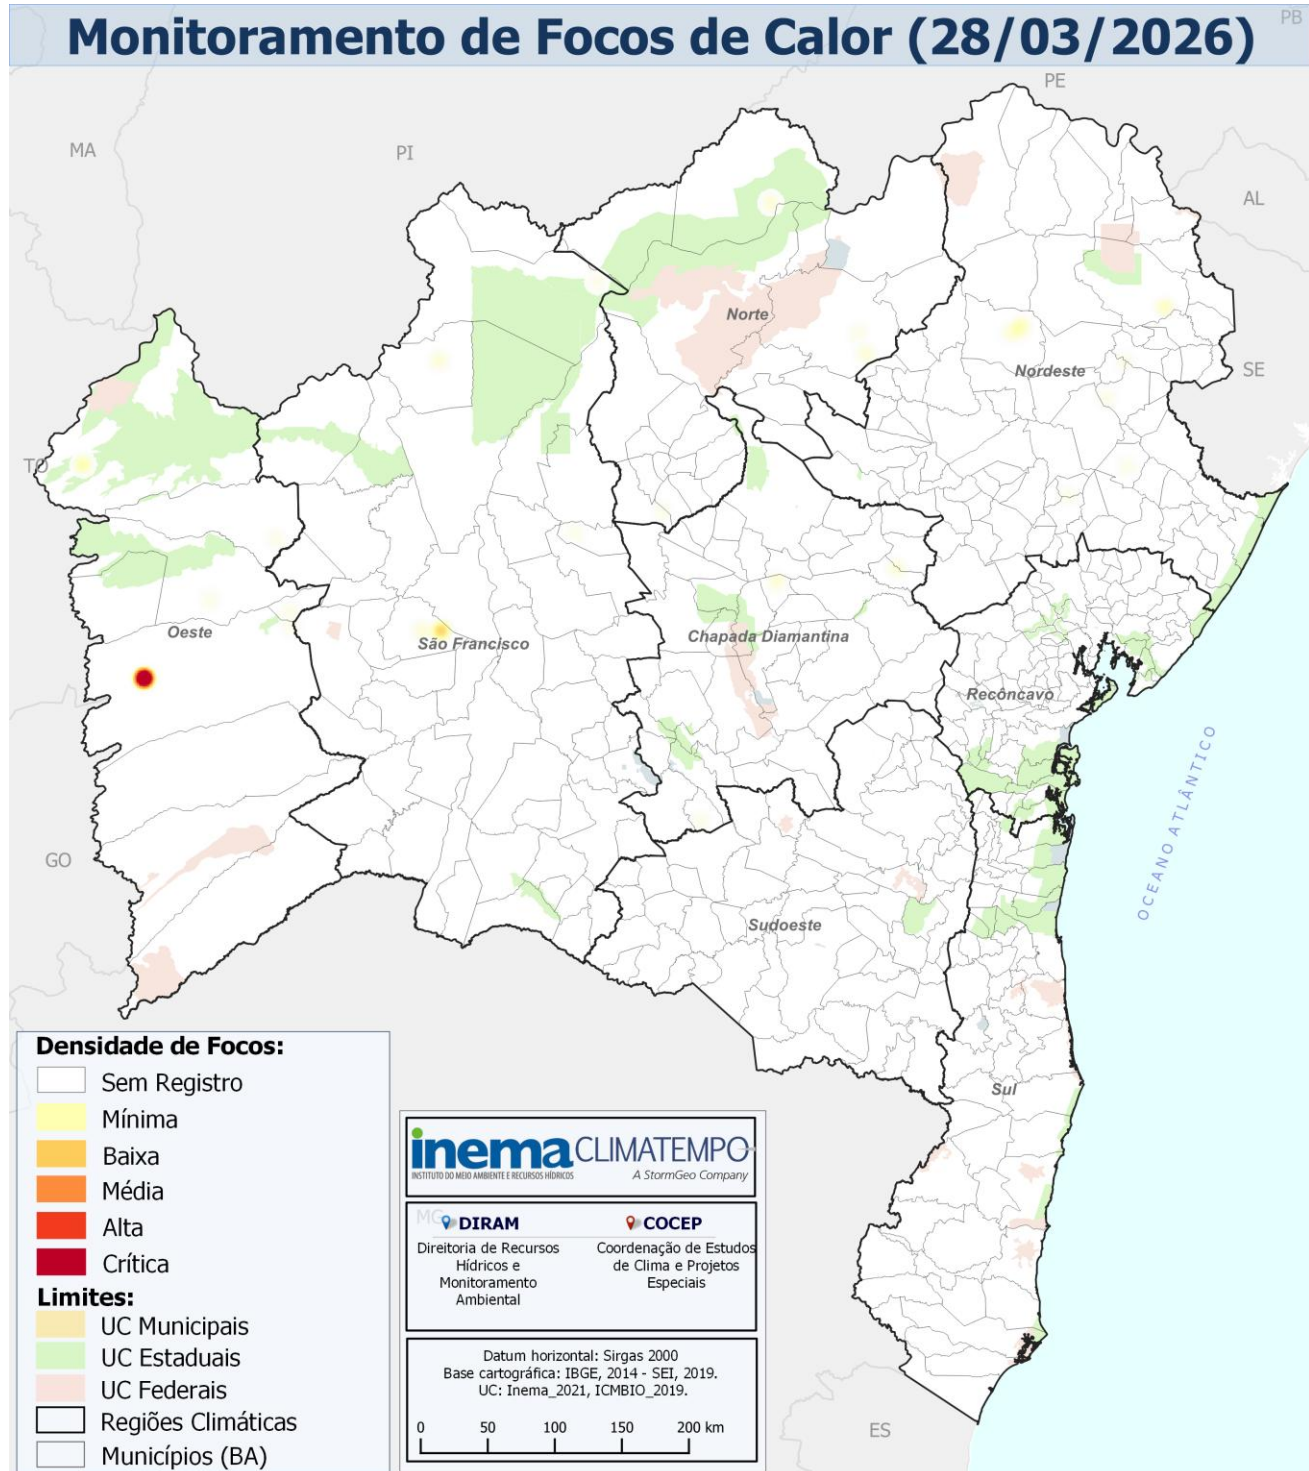 Monitoramento de Focos de Calor (28/03/2026)
PB
PE
MA
PI
AL
Norte
Nordeste
SE
TO
Oeste
São Francisco
Chapada Diamantina
Recôncavo
OCEANO ATLÂNTICO
GO
Sudoeste
Sul
Densidade de Focos:
Sem Registro
Mínima
Baixa
Média
Alta
Crítica
Limites:
UC Municipais
UC Estaduais
UC Federais
Regiões Climáticas
Municípios (BA)
inema CLIMATEMPO
INSTITUTO DO MEIO AMBIENTE E RECURSOS HÍDRICOS
A StormGeo Company
MG
DIRAM
Direitoria de Recursos
Hídricos e
Monitoramento
Ambiental
COCEP
Coordenação de Estudos
de Clima e Projetos
Especiais
Datum horizontal: Sirgas 2000
Base cartográfica: IBGE, 2014 - SEI, 2019.
UC: Inema_2021, ICMBIO_2019.
0 50 100 150 200 km
ES